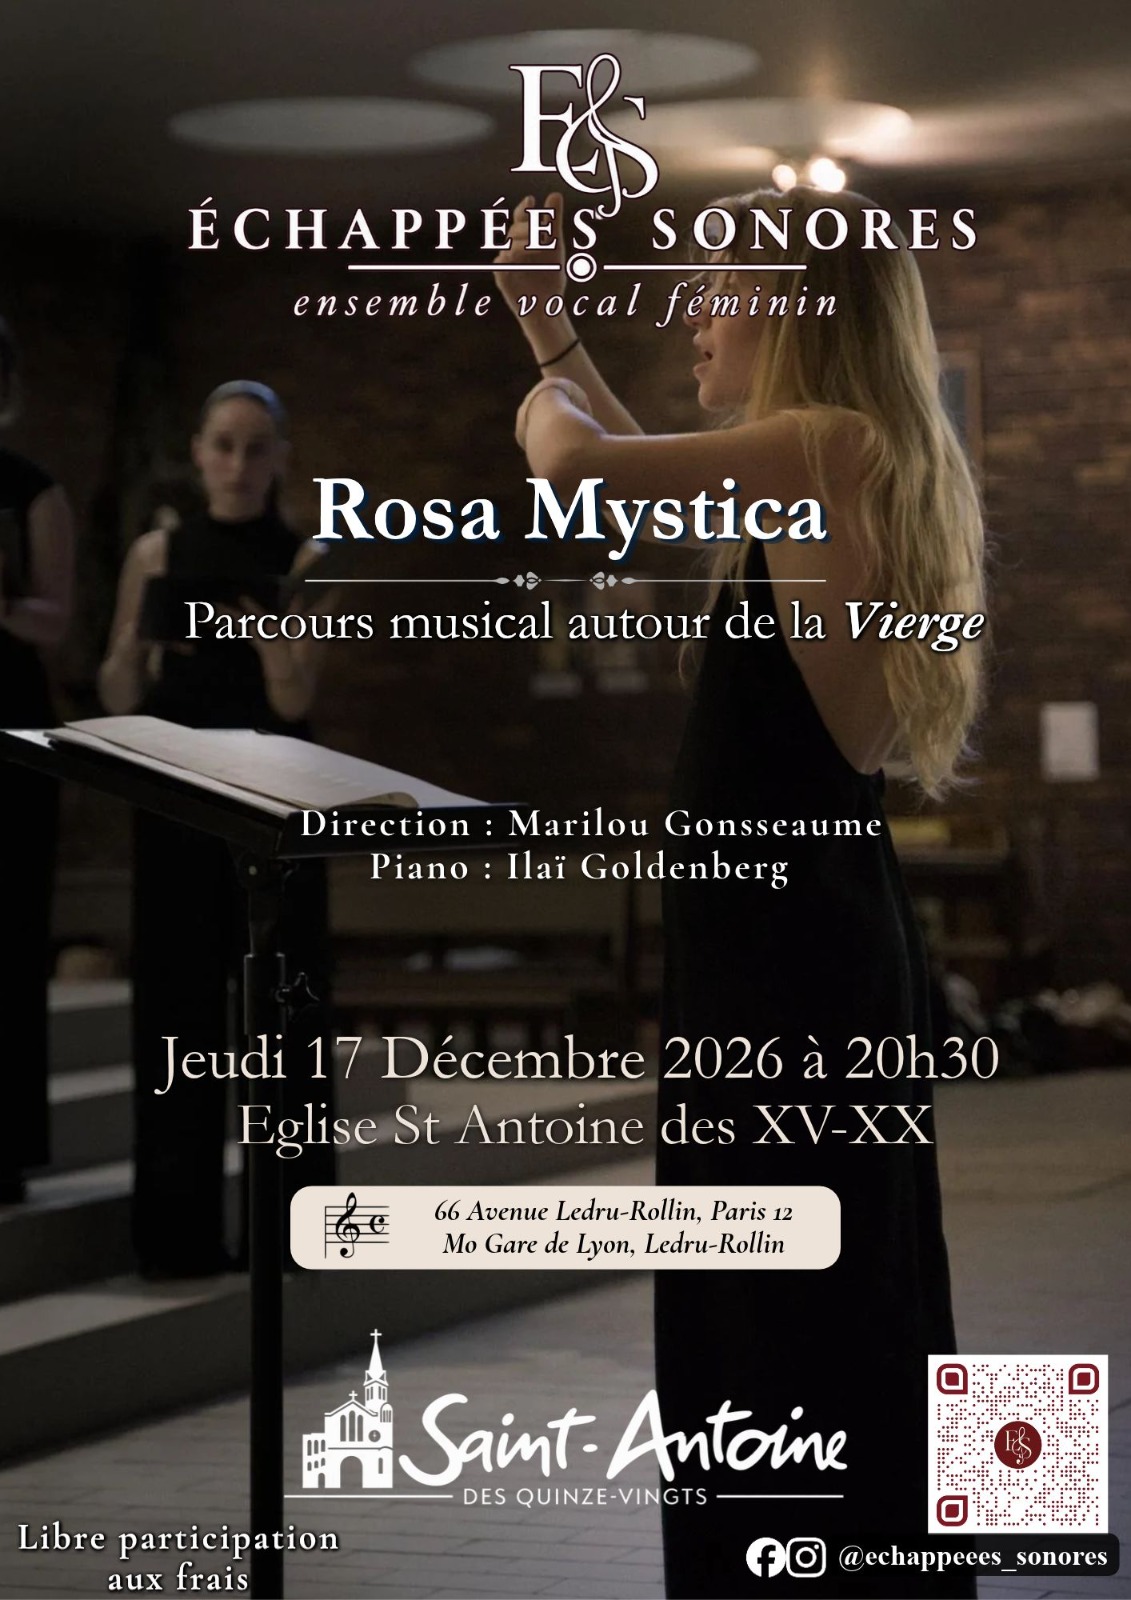 E&S
ÉCHAPPÉES SONORES
ensemble vocal féminin
Rosa Mystica
Parcours musical autour de la Vierge
Direction : Marilou Gonsseaume
Piano : Ilaï Goldenberg
Jeudi 17 Décembre 2026 à 20h30
Eglise St Antoine des XV-XX
66 Avenue Ledru-Rollin, Paris 12
Mo Gare de Lyon, Ledru-Rollin
Saint-Antoine
DES QUINZE-VINGTS
E&S
Libre participation
aux frais
@echappeees_sonores